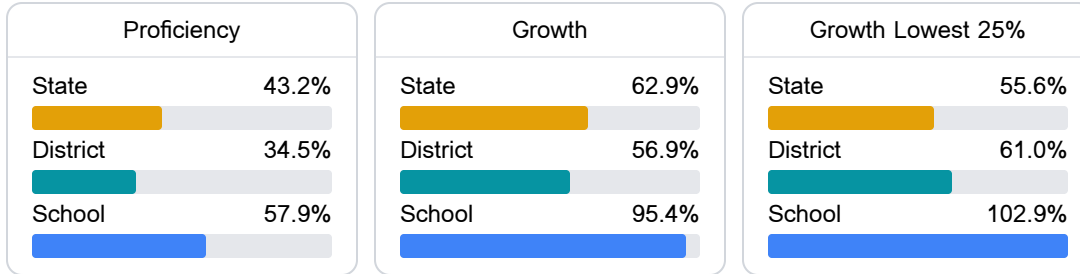 Proficiency
State 43.2%
District 34.5%
School 57.9%
Growth
State 62.9%
District 56.9%
School 95.4%
Growth Lowest 25%
State 55.6%
District 61.0%
School 102.9%